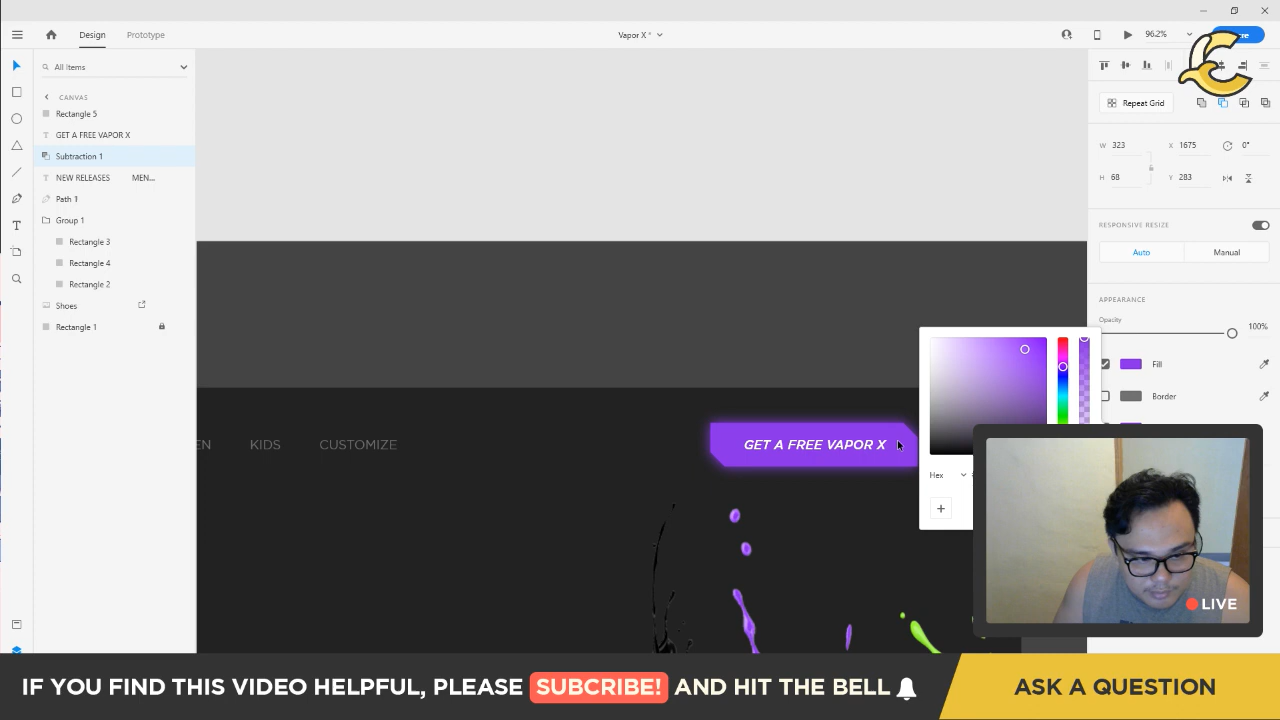 Design
Prototype
Vapor X *
96.2%
All Items
CANVAS
Rectangle 5
GET A FREE VAPOR X
Subtraction 1
NEW RELEASES MEN...
Path 1
Group 1
Rectangle 3
Rectangle 4
Rectangle 2
Shoes
Rectangle 1
Repeat Grid
W 323 X 1675 0°
H 68 Y 283
RESPONSIVE RESIZE
Auto Manual
APPEARANCE
Opacity
100%
Fill
Border
Hex
EN KIDS CUSTOMIZE
GET A FREE VAPOR X
LIVE
IF YOU FIND THIS VIDEO HELPFUL, PLEASE SUBCRIBE! AND HIT THE BELL
ASK A QUESTION